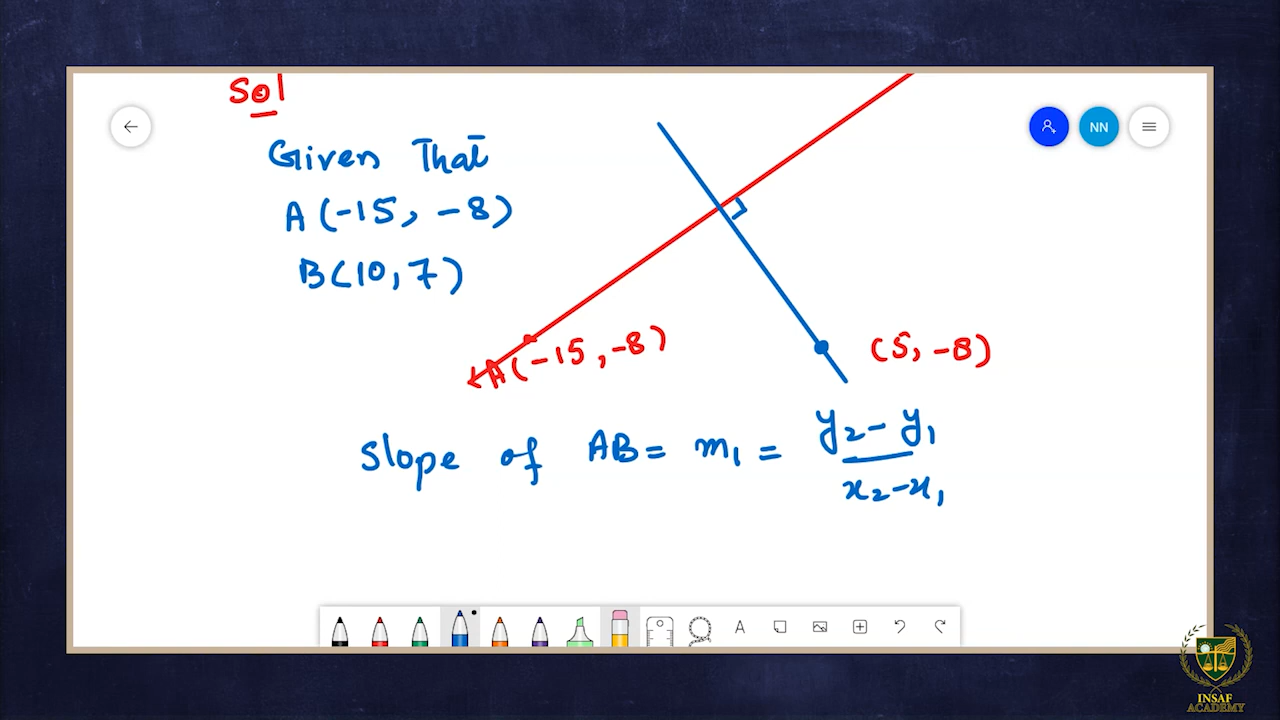 Sol
Given That
A(-15, -8)
B(10, 7)
A(-15, -8)
(5, -8)
Slope of AB = m₁ = y₂ - y₁ / x₂ - x₁
NN
A
INSAF
ACADEMY